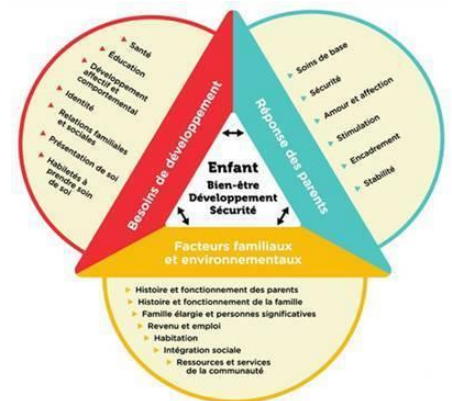 Santé
Éducation
Développement
affectif et
comportemental
Identité
Relations familiales
et sociales
Présentation de soi
Habiletés à
prendre soin
de soi
Besoins de développement
Réponse des parents
Soins de base
Sécurité
Amour et affection
Stimulation
Encadrement
Stabilité
Enfant
Bien-être
Développement
Sécurité
Facteurs familiaux
et environnementaux
Histoire et fonctionnement des parents
Histoire et fonctionnement de la famille
Famille élargie et personnes significatives
Revenu et emploi
Habitation
Intégration sociale
Ressources et services
de la communauté